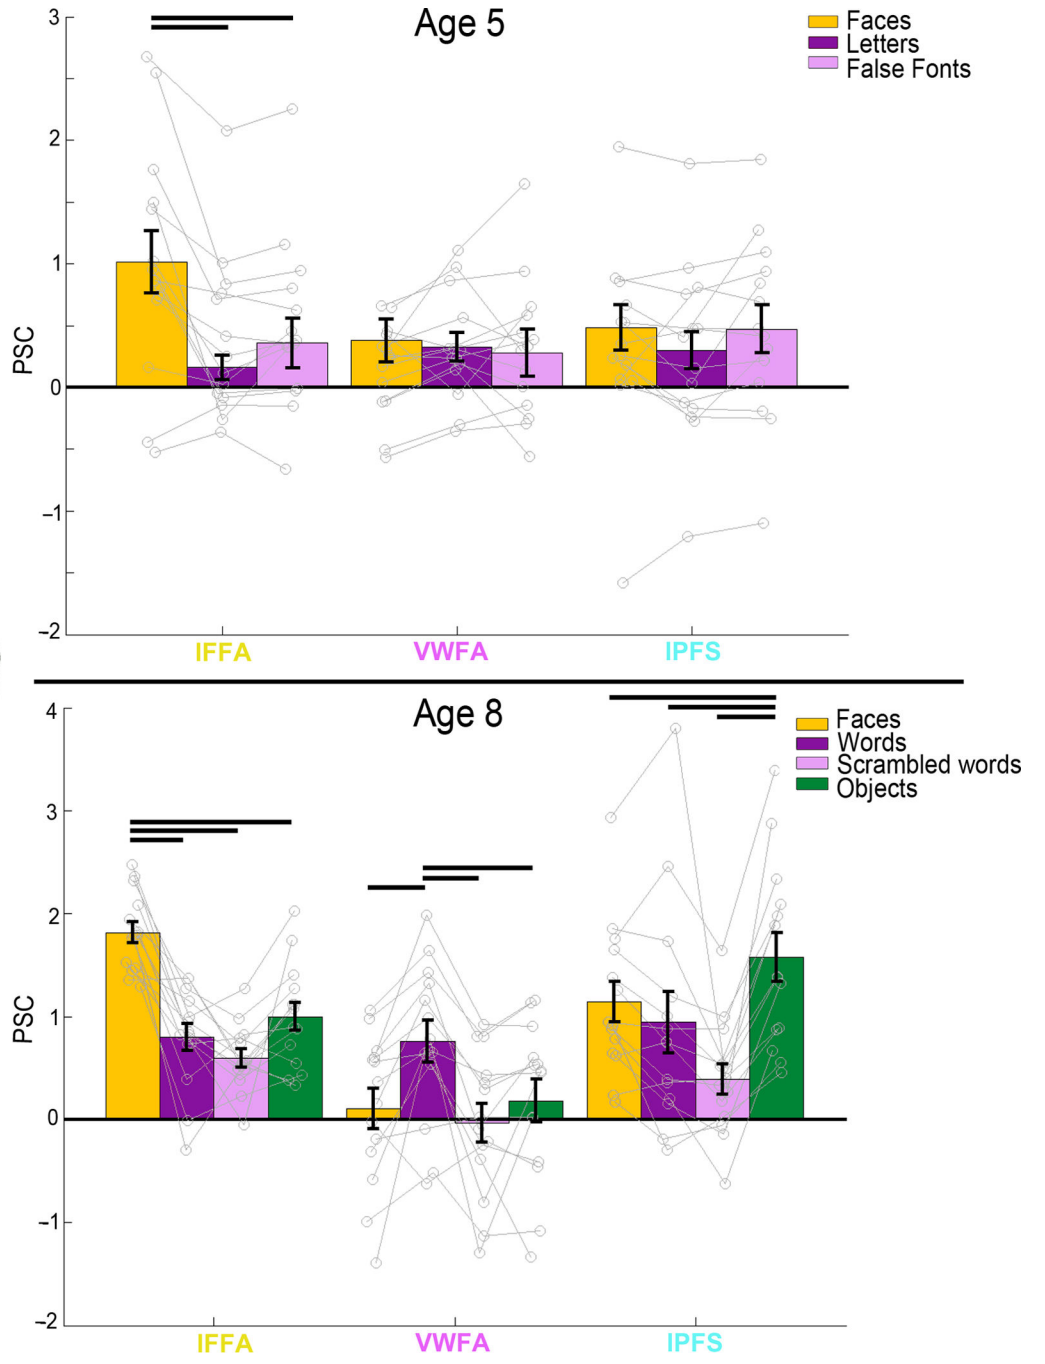 Age 5
Faces
Letters
False Fonts
3
2
1
0
–1
–2
PSC
lFFA
VWFA
lPFS
Age 8
Faces
Words
Scrambled words
Objects
4
3
2
1
0
–1
–2
PSC
lFFA
VWFA
lPFS